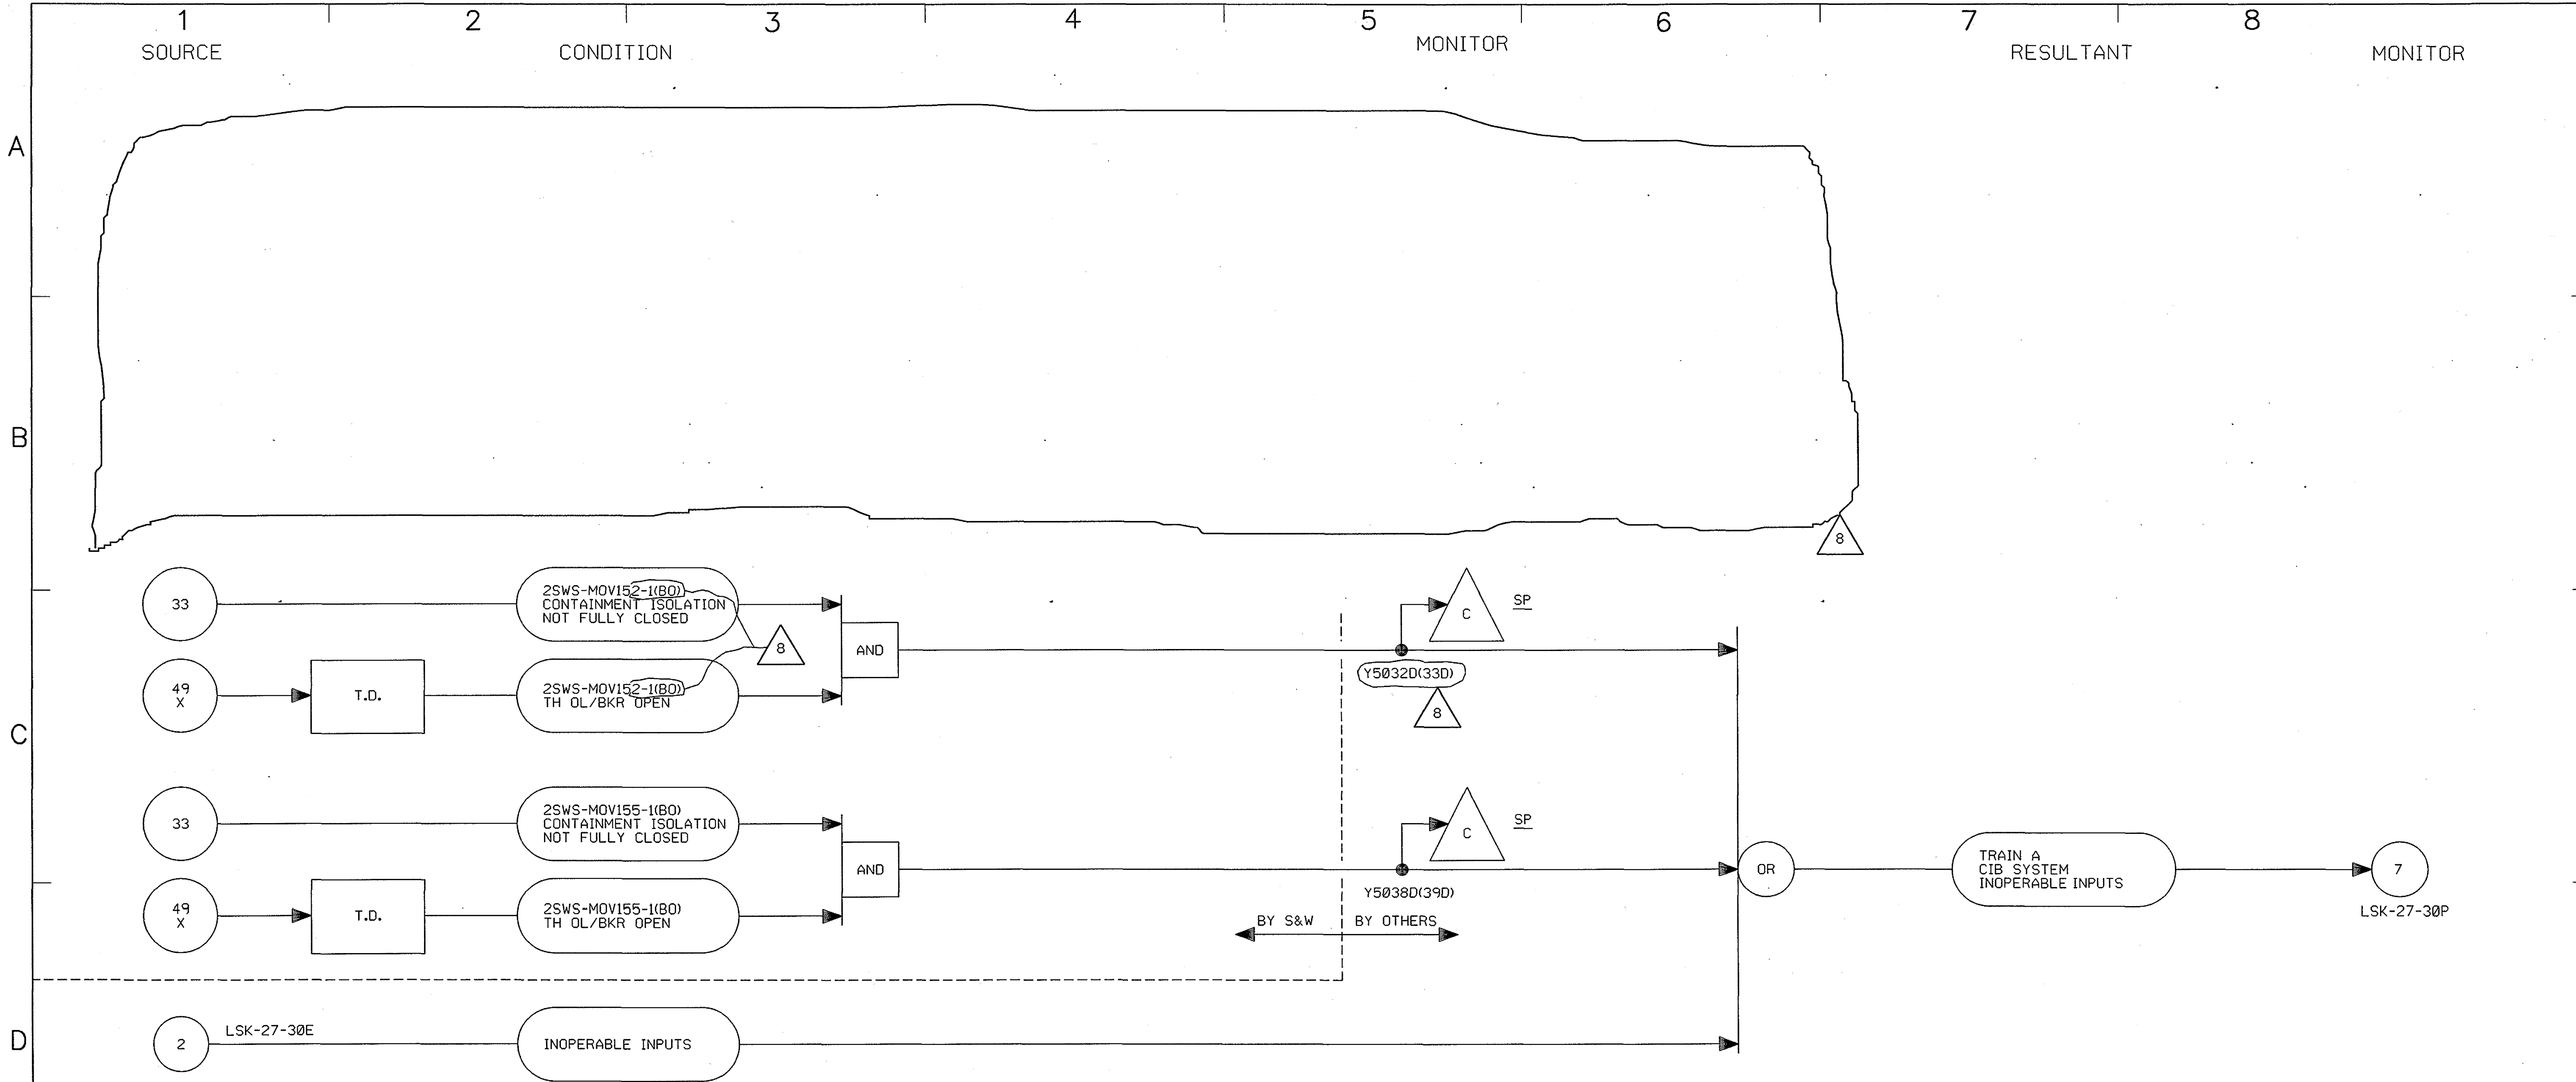 1 2 3 4 5 6 7 8
SOURCE CONDITION MONITOR RESULTANT MONITOR
A
B
8
33
2SWS-MOV152-1(BO)
CONTAINMENT ISOLATION
NOT FULLY CLOSED
C
SP
8
AND
49
X
T.D.
2SWS-MOV152-1(BO)
TH OL/BKR OPEN
Y5032D(33D)
8
C
33
2SWS-MOV155-1(BO)
CONTAINMENT ISOLATION
NOT FULLY CLOSED
C
SP
AND
OR
TRAIN A
CIB SYSTEM
INOPERABLE INPUTS
7
LSK-27-30P
Y5038D(39D)
49
X
T.D.
2SWS-MOV155-1(BO)
TH OL/BKR OPEN
BY S&W BY OTHERS
D
2
LSK-27-30E
INOPERABLE INPUTS